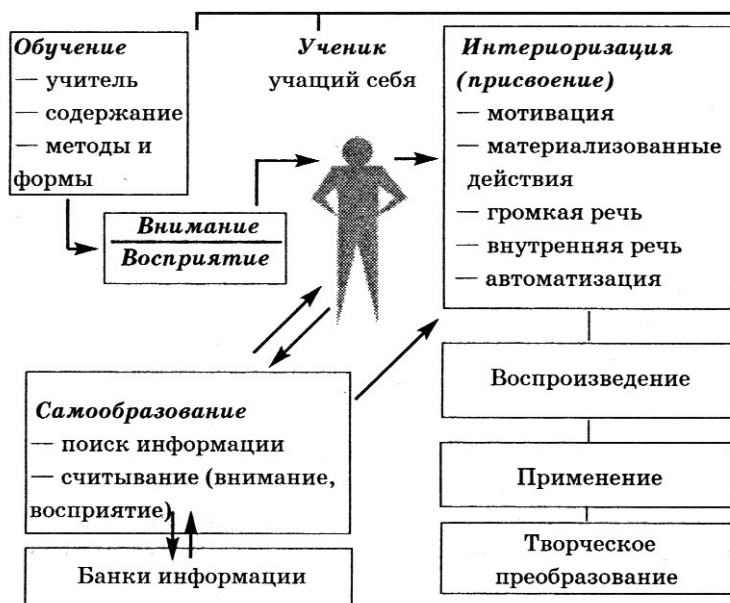 Обучение
— учитель
— содержание
— методы и
формы
Ученик
учащий себя
Интериоризация
(присвоение)
— мотивация
— материализованные
действия
— громкая речь
— внутренняя речь
— автоматизация
Внимание
Восприятие
Самообразование
— поиск информации
— считывание (внимание,
восприятие)
Банки информации
Воспроизведение
Применение
Творческое
преобразование